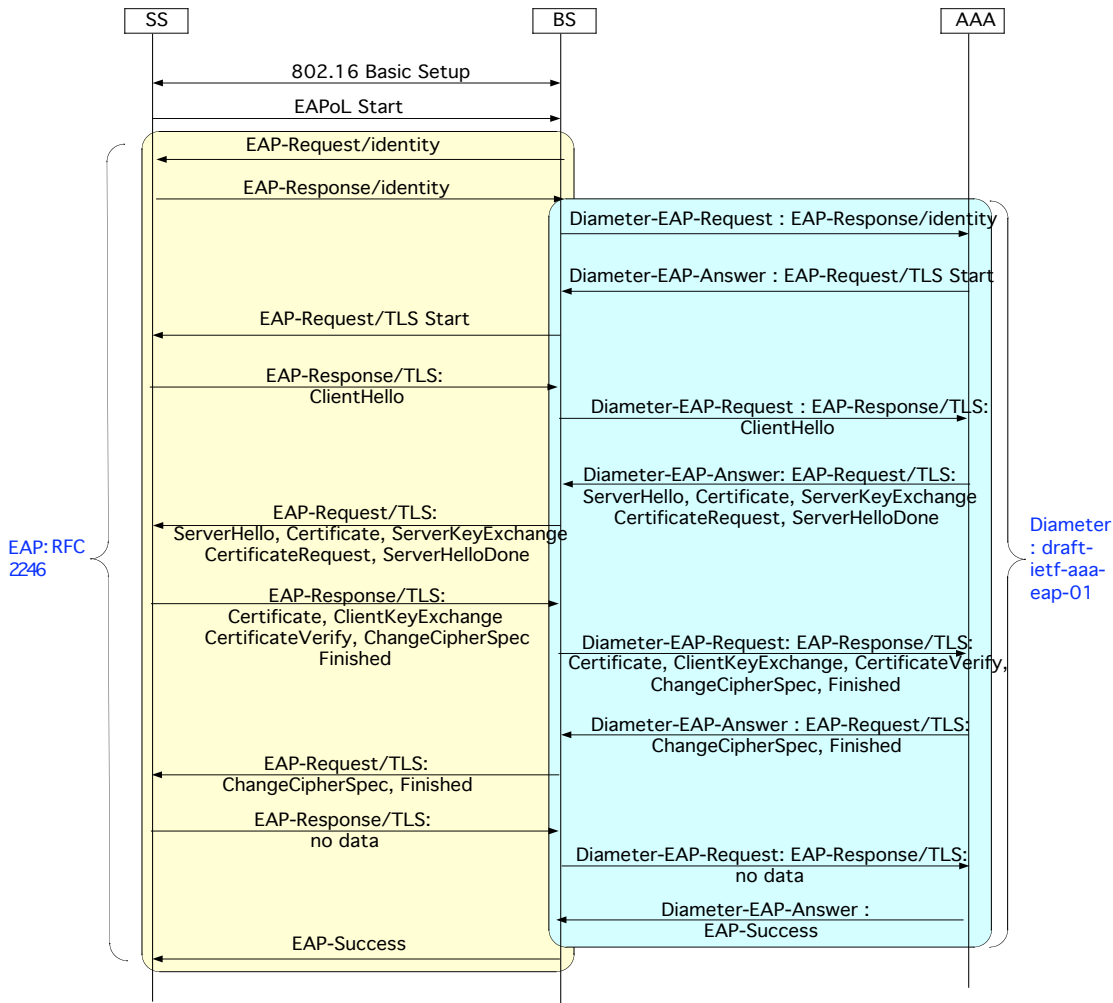 SS
BS
AAA
802.16 Basic Setup
EAPoL Start
EAP-Request/identity
EAP-Response/identity
Diameter-EAP-Request : EAP-Response/identity
Diameter-EAP-Answer : EAP-Request/TLS Start
EAP-Request/TLS Start
EAP-Response/TLS:
ClientHello
Diameter-EAP-Request : EAP-Response/TLS:
ClientHello
Diameter-EAP-Answer: EAP-Request/TLS:
ServerHello, Certificate, ServerKeyExchange
CertificateRequest, ServerHelloDone
EAP-Request/TLS:
ServerHello, Certificate, ServerKeyExchange
CertificateRequest, ServerHelloDone
EAP: RFC
2246
Diameter
: draft-
ietf-aaa-
eap-01
EAP-Response/TLS:
Certificate, ClientKeyExchange
CertificateVerify, ChangeCipherSpec
Finished
Diameter-EAP-Request: EAP-Response/TLS:
Certificate, ClientKeyExchange, CertificateVerify,
ChangeCipherSpec, Finished
Diameter-EAP-Answer : EAP-Request/TLS:
ChangeCipherSpec, Finished
EAP-Request/TLS:
ChangeCipherSpec, Finished
EAP-Response/TLS:
no data
Diameter-EAP-Request: EAP-Response/TLS:
no data
Diameter-EAP-Answer :
EAP-Success
EAP-Success